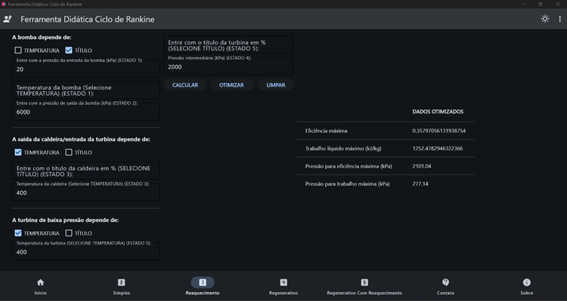 Ferramenta Didática Ciclo de Rankine
Ferramenta Didática Ciclo de Rankine
A bomba depende de:
TEMPERATURA
TÍTULO
Entre com a pressão da entrada da bomba (kPa) (ESTADO 1):
20
Temperatura da bomba (Selecione
TEMPERATURA) (ESTADO 1):
Entre com a pressão de saída da bomba (kPa) (ESTADO 2):
6000
A saída da caldeira/entrada da turbina depende de:
TEMPERATURA
TÍTULO
Entre com o título da caldeira em % (SELECIONE
TÍTULO) (ESTADO 3):
Temperatura da caldeira (Selecione TEMPERATURA) (ESTADO 3):
400
A turbina de baixa pressão depende de:
TEMPERATURA
TÍTULO
Temperatura da turbina (SELECIONE TEMPERATURA) (ESTADO 5):
400
Entre com o título da turbina em %
(SELECIONE TÍTULO) (ESTADO 5):
Pressão intermediária (kPa) (ESTADO 4):
2000
CALCULAR
OTIMIZAR
LIMPAR
DADOS OTIMIZADOS
Eficiência máxima
0.35797056131938754
Trabalho líquido máximo (kJ/kg)
1252.4782946322366
Pressão para eficiência máxima (kPa)
2101.04
Pressão para trabalho máxima (kPa)
277.14
Início
Simples
Reaquecimento
Regenerativo
Regenerativo Com Reaquecimento
Contato
Sobre